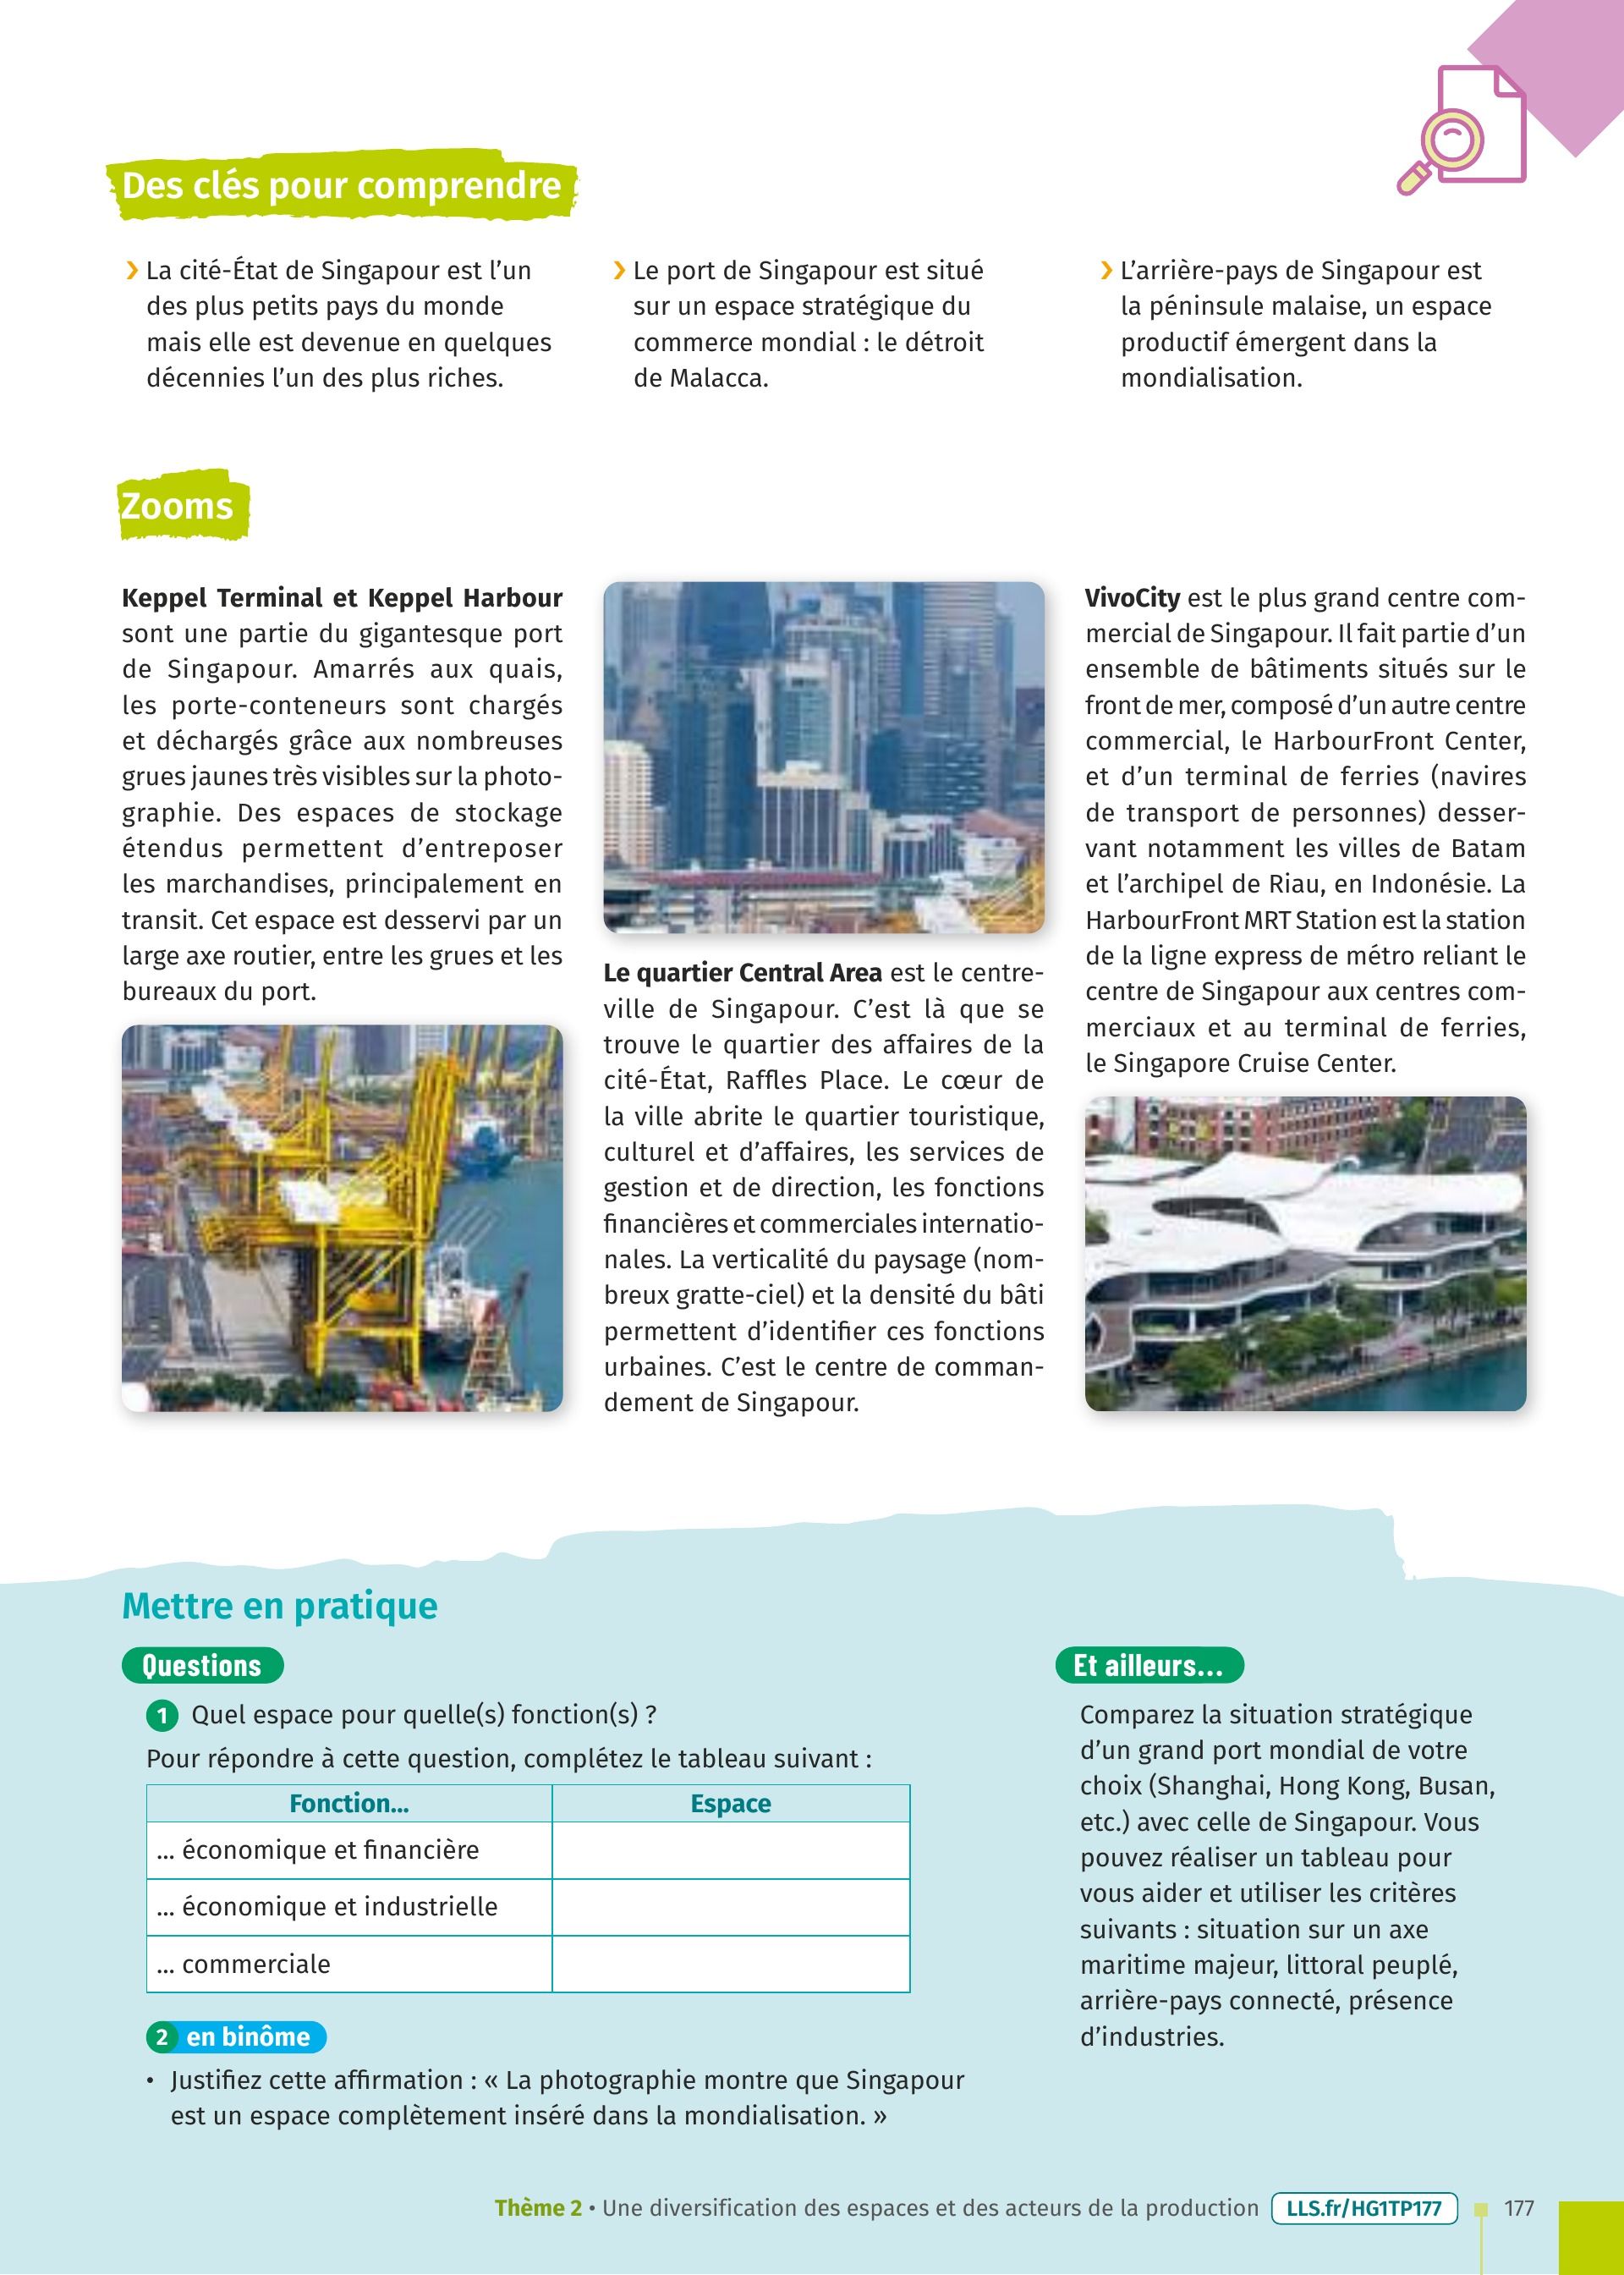 Des clés pour comprendre
› La cité-État de Singapour est l’un
des plus petits pays du monde
mais elle est devenue en quelques
décennies l’un des plus riches.
› Le port de Singapour est situé
sur un espace stratégique du
commerce mondial : le détroit
de Malacca.
› L’arrière-pays de Singapour est
la péninsule malaise, un espace
productif émergent dans la
mondialisation.
Zooms
Keppel Terminal et Keppel Harbour
sont une partie du gigantesque port
de Singapour. Amarrés aux quais,
les porte-conteneurs sont chargés
et déchargés grâce aux nombreuses
grues jaunes très visibles sur la photo-
graphie. Des espaces de stockage
étendus permettent d’entreposer
les marchandises, principalement en
transit. Cet espace est desservi par un
large axe routier, entre les grues et les
bureaux du port.
Le quartier Central Area est le centre-
ville de Singapour. C’est là que se
trouve le quartier des affaires de la
cité-État, Raffles Place. Le cœur de
la ville abrite le quartier touristique,
culturel et d’affaires, les services de
gestion et de direction, les fonctions
financières et commerciales internatio-
nales. La verticalité du paysage (nom-
breux gratte-ciel) et la densité du bâti
permettent d’identifier ces fonctions
urbaines. C’est le centre de comman-
dement de Singapour.
VivoCity est le plus grand centre com-
mercial de Singapour. Il fait partie d’un
ensemble de bâtiments situés sur le
front de mer, composé d’un autre centre
commercial, le HarbourFront Center,
et d’un terminal de ferries (navires
de transport de personnes) desser-
vant notamment les villes de Batam
et l’archipel de Riau, en Indonésie. La
HarbourFront MRT Station est la station
de la ligne express de métro reliant le
centre de Singapour aux centres com-
merciaux et au terminal de ferries,
le Singapore Cruise Center.
Mettre en pratique
Questions
1 Quel espace pour quelle(s) fonction(s) ?
Pour répondre à cette question, complétez le tableau suivant :
Fonction... Espace
... économique et financière
... économique et industrielle
... commerciale
2 en binôme
• Justifiez cette affirmation : « La photographie montre que Singapour
est un espace complètement inséré dans la mondialisation. »
Et ailleurs...
Comparez la situation stratégique
d’un grand port mondial de votre
choix (Shanghai, Hong Kong, Busan,
etc.) avec celle de Singapour. Vous
pouvez réaliser un tableau pour
vous aider et utiliser les critères
suivants : situation sur un axe
maritime majeur, littoral peuplé,
arrière-pays connecté, présence
d’industries.
Thème 2 • Une diversification des espaces et des acteurs de la production LLS.fr/HG1TP177 177